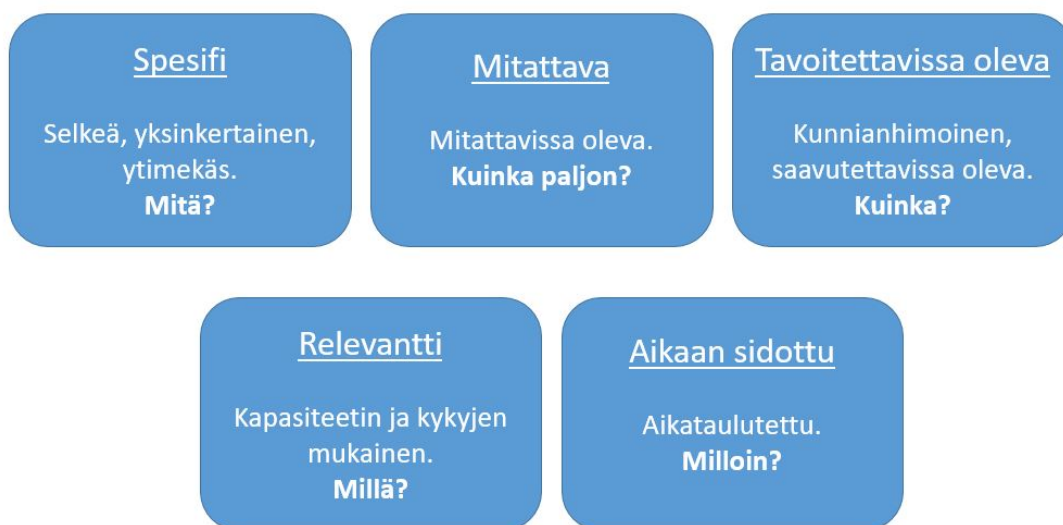 Spesifi
Selkeä, yksinkertainen,
ytimekäs.
Mitä?
Mitattava
Mitattavissa oleva.
Kuinka paljon?
Tavoitettavissa oleva
Kunnianhimoinen,
saavutettavissa oleva.
Kuinka?
Relevantti
Kapasiteetin ja kykyjen
mukainen.
Millä?
Aikaan sidottu
Aikataulutettu.
Milloin?